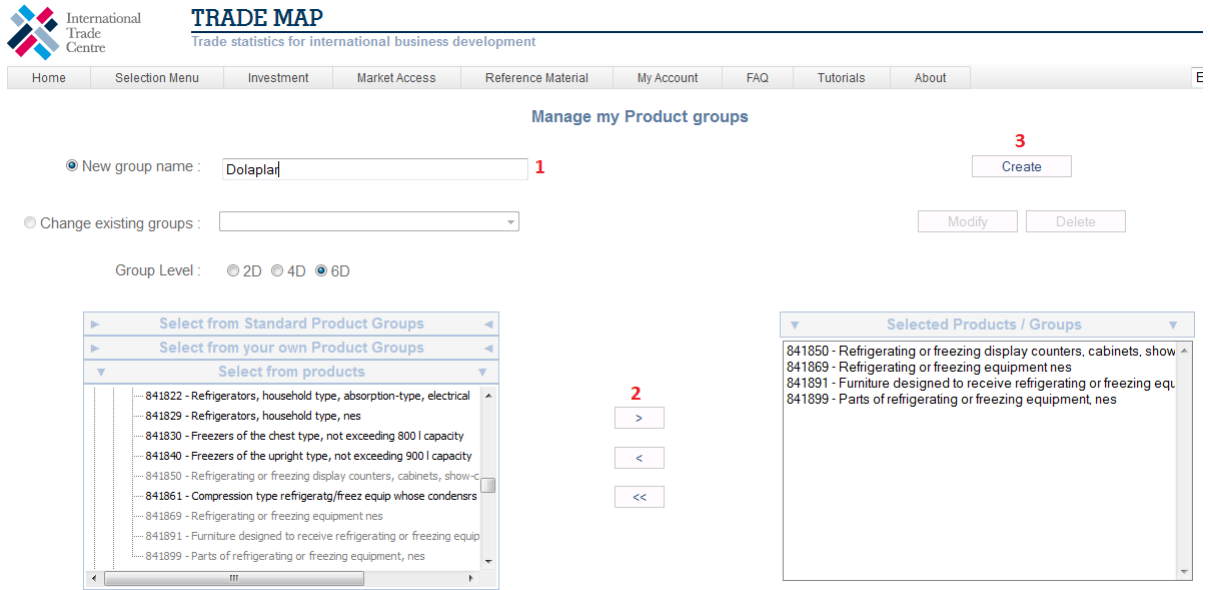 International
Trade
Centre
TRADE MAP
Trade statistics for international business development
Home Selection Menu Investment Market Access Reference Material My Account FAQ Tutorials About E
Manage my Product groups
3
New group name : Dolaplar 1 Create
Change existing groups : Modify Delete
Group Level : 2D 4D 6D
Select from Standard Product Groups
Select from your own Product Groups
Select from products
841822 - Refrigerators, household type, absorption-type, electrical
841829 - Refrigerators, household type, nes
841830 - Freezers of the chest type, not exceeding 800 l capacity
841840 - Freezers of the upright type, not exceeding 900 l capacity
841850 - Refrigerating or freezing display counters, cabinets, show-c
841861 - Compression type refrigeratg/freez equip whose condensrs
841869 - Refrigerating or freezing equipment nes
841891 - Furniture designed to receive refrigerating or freezing equip
841899 - Parts of refrigerating or freezing equipment, nes
2
>
<
<<
Selected Products / Groups
841850 - Refrigerating or freezing display counters, cabinets, show
841869 - Refrigerating or freezing equipment nes
841891 - Furniture designed to receive refrigerating or freezing equ
841899 - Parts of refrigerating or freezing equipment, nes